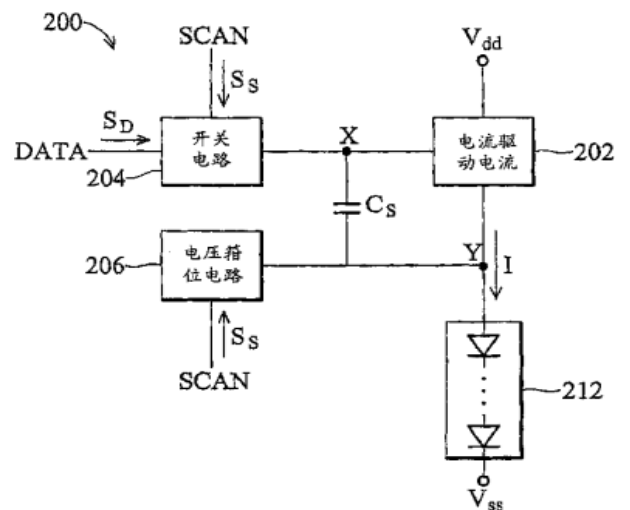 200
SCAN
S_S
V_dd
S_D
DATA
开关
电路
204
X
电流驱
动电流
202
C_S
206
电压箝
位电路
Y
I
S_S
SCAN
212
V_ss